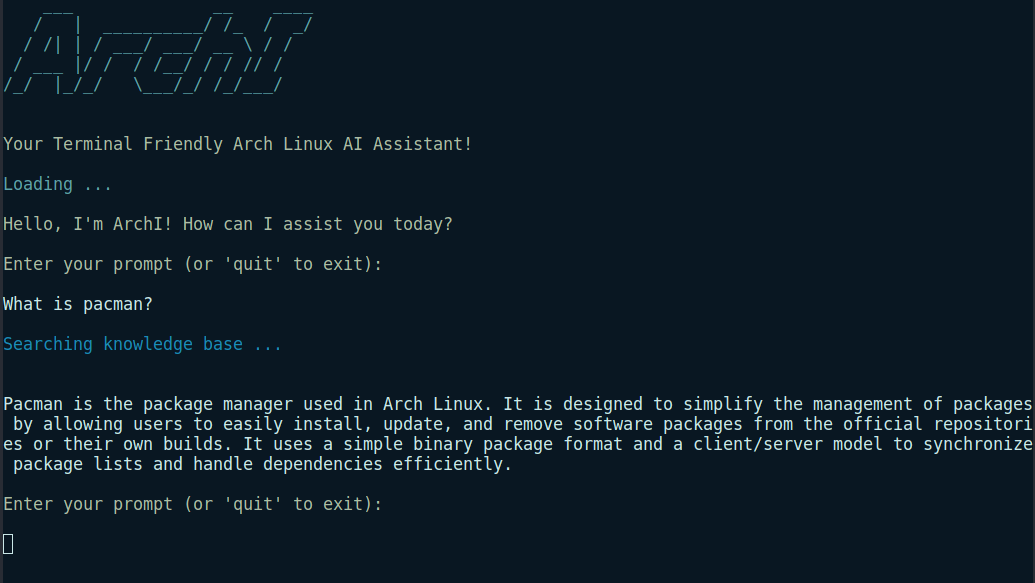 ArchI
Your Terminal Friendly Arch Linux AI Assistant!
Loading ...
Hello, I'm ArchI! How can I assist you today?
Enter your prompt (or 'quit' to exit):
What is pacman?
Searching knowledge base ...
Pacman is the package manager used in Arch Linux. It is designed to simplify the management of packages
by allowing users to easily install, update, and remove software packages from the official repositori
es or their own builds. It uses a simple binary package format and a client/server model to synchronize
package lists and handle dependencies efficiently.
Enter your prompt (or 'quit' to exit):